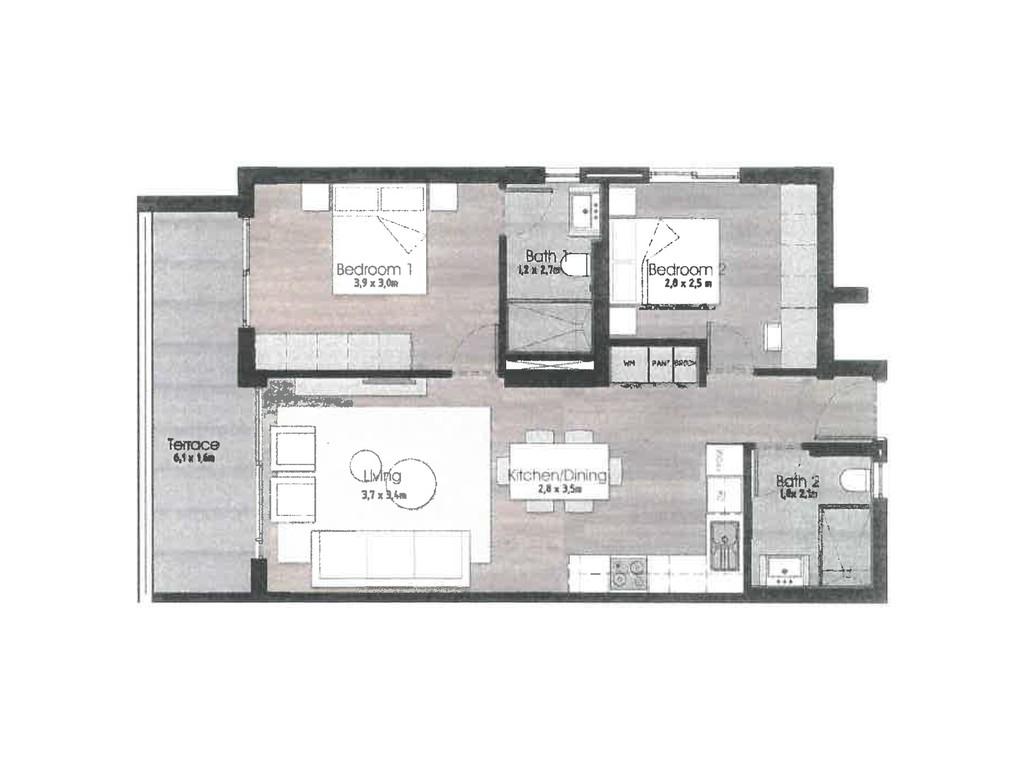 Bedroom 1
3,9 x 3,0m
Bath 1
1,2 x 2,7m
Bedroom 2
2,8 x 2,5 m
WM
PANT
BROOM
Terrace
6,1 x 1,6m
Living
3,7 x 3,4m
Kitchen/Dining
2,8 x 3,5m
Bath 2
1,8x 2,1m